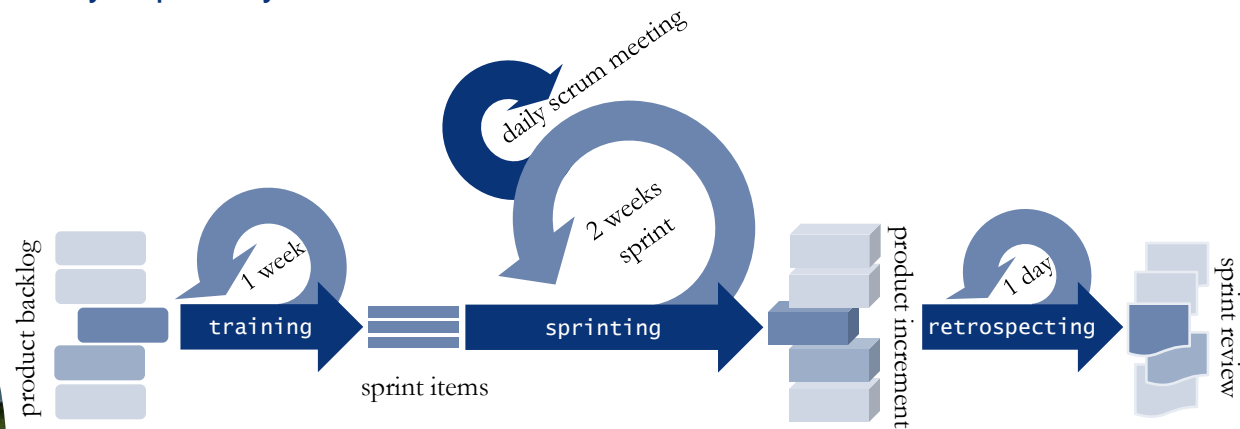 product backlog
1 week
training
sprint items
daily scrum meeting
2 weeks
sprint
sprinting
product increment
1 day
retrospecting
sprint review